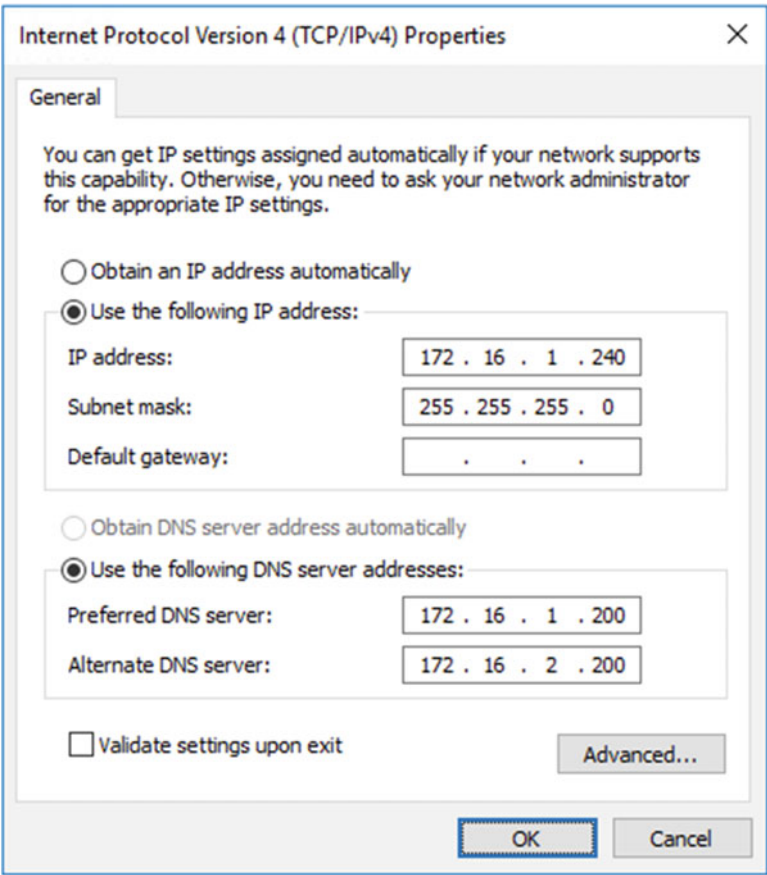 Internet Protocol Version 4 (TCP/IPv4) Properties
General
You can get IP settings assigned automatically if your network supports
this capability. Otherwise, you need to ask your network administrator
for the appropriate IP settings.
Obtain an IP address automatically
Use the following IP address:
IP address: 172 . 16 . 1 . 240
Subnet mask: 255 . 255 . 255 . 0
Default gateway: . . .
Obtain DNS server address automatically
Use the following DNS server addresses:
Preferred DNS server: 172 . 16 . 1 . 200
Alternate DNS server: 172 . 16 . 2 . 200
Validate settings upon exit
Advanced...
OK Cancel